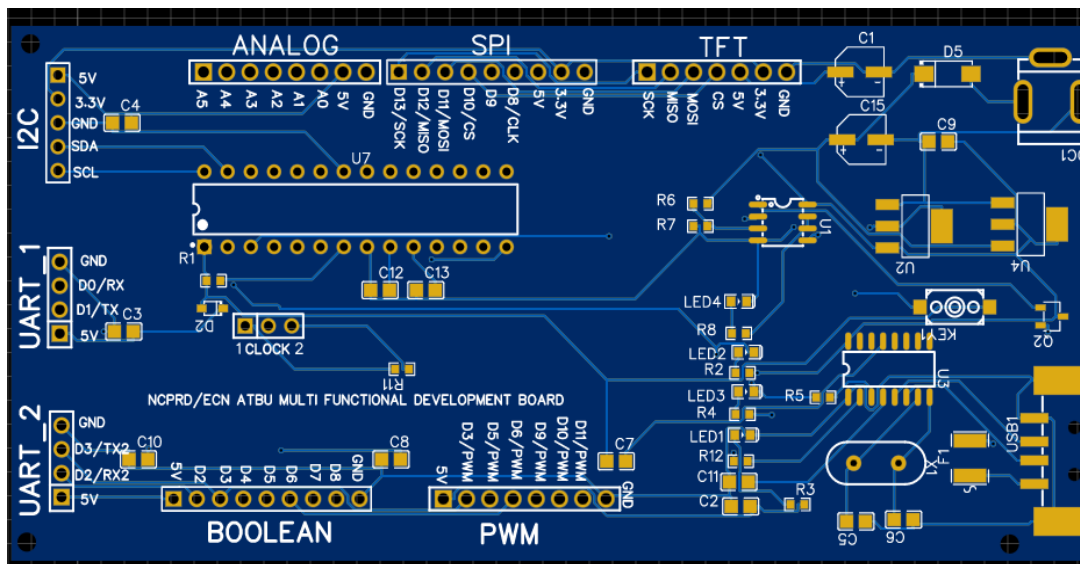 ANALOG
SPI
TFT
C1
D5
5V
3.3V
GND
SDA
SCL
I2C
C4
A5
A4
A3
A2
A1
A0
5V
GND
D13/SCK
D12/MISO
D11/MOSI
D10/CS
D9
D8/CLK
5V
3.3V
GND
SCK
MISO
MOSI
CS
5V
3.3V
GND
C15
C9
DC1
U7
R6
R7
U1
U2
U4
R1
UART_1
GND
D0/RX
D1/TX
5V
C3
D2
C12
C13
1 CLOCK 2
R11
LED4
R8
LED2
R2
LED3
R4
LED1
R12
C11
C2
R5
R3
KEY1
Q2
U3
USB1
X1
F1
C5
C6
NCPRD/ECN ATBU MULTI FUNCTIONAL DEVELOPMENT BOARD
UART_2
GND
D3/TX2
D2/RX2
5V
C10
5V
D2
D3
D4
D5
D6
D7
D8
GND
C8
BOOLEAN
5V
D3/PWM
D5/PWM
D6/PWM
D9/PWM
D10/PWM
D11/PWM
GND
C7
PWM